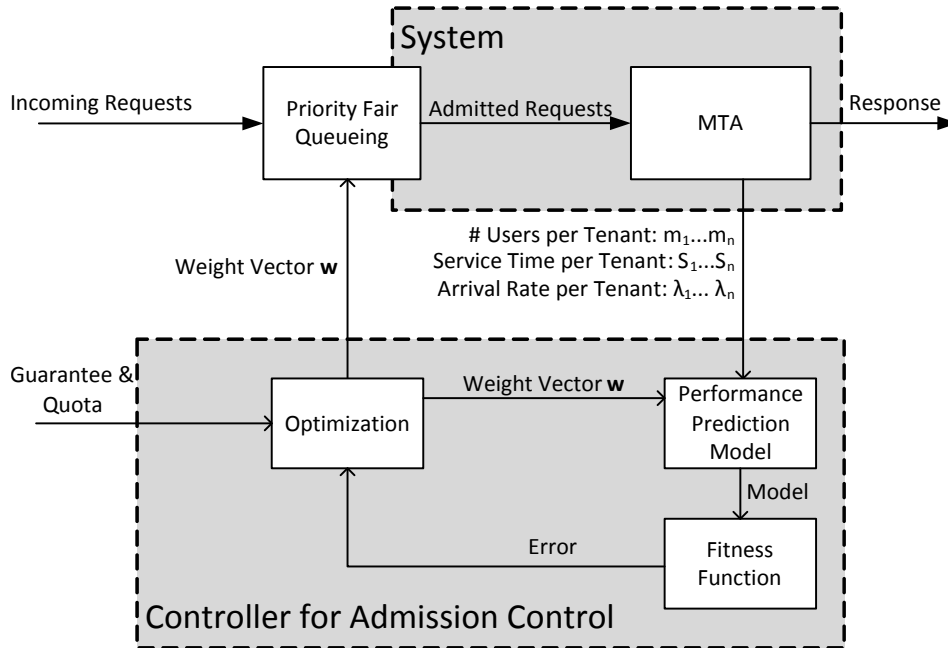 System
Incoming Requests
Priority Fair
Queueing
Admitted Requests
MTA
Response
# Users per Tenant: m₁...mₙ
Service Time per Tenant: S₁...Sₙ
Arrival Rate per Tenant: λ₁... λₙ
Weight Vector w
Guarantee &
Quota
Optimization
Weight Vector w
Performance
Prediction
Model
Model
Error
Fitness
Function
Controller for Admission Control